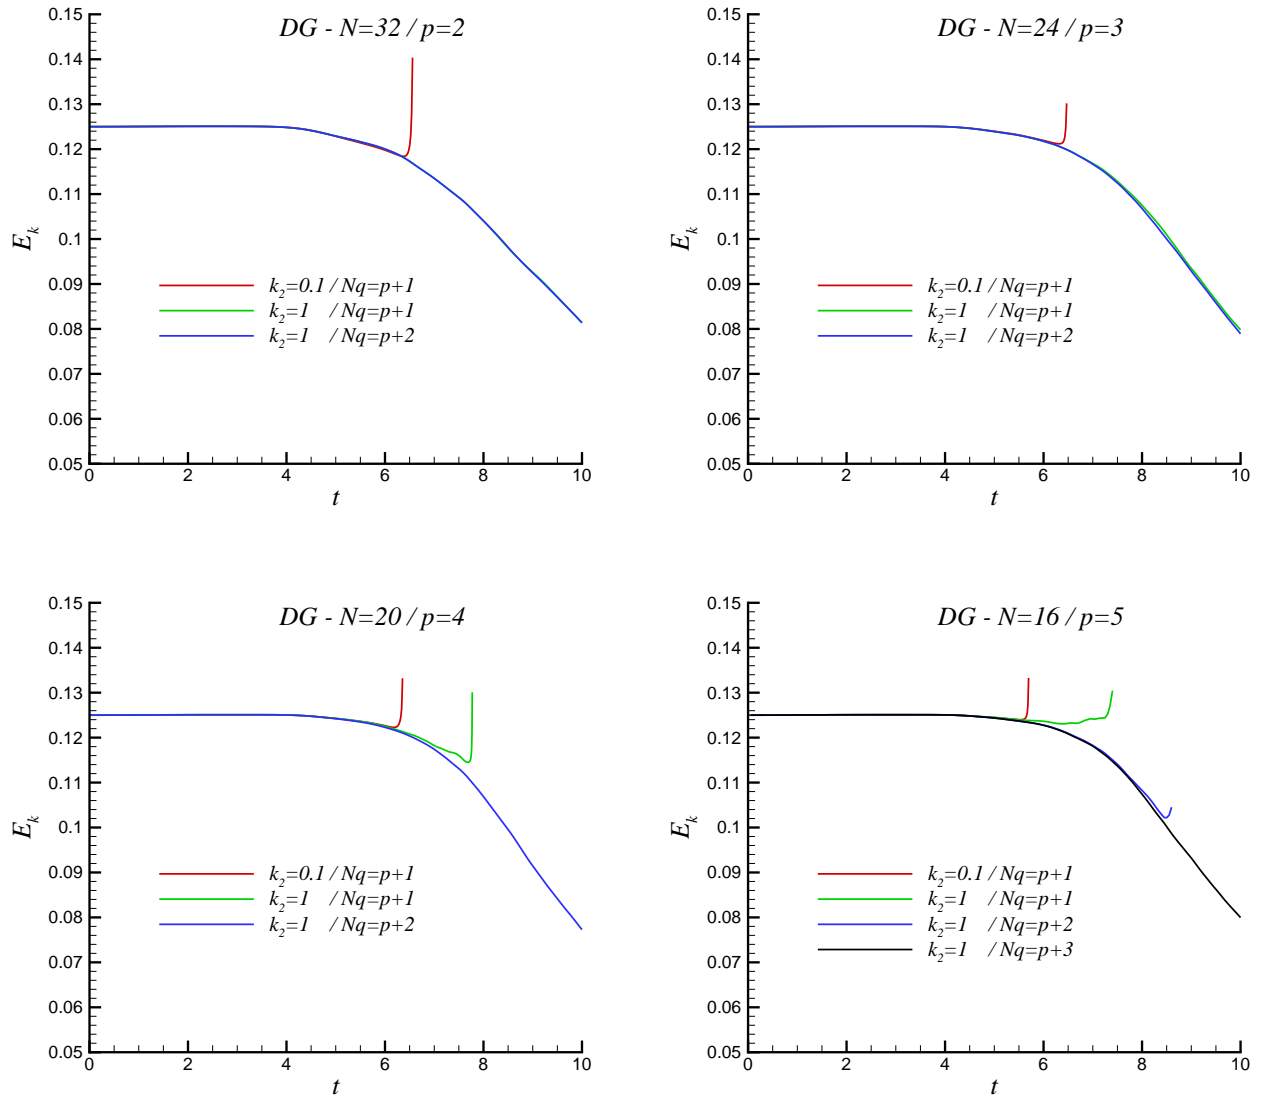 DG - N=32 / p=2
0.15
0.14
0.13
0.12
0.11
0.1
0.09
0.08
0.07
0.06
0.05
E_k
k_2=0.1 / Nq=p+1
k_2=1 / Nq=p+1
k_2=1 / Nq=p+2
0 2 4 6 8 10
t
DG - N=24 / p=3
0.15
0.14
0.13
0.12
0.11
0.1
0.09
0.08
0.07
0.06
0.05
E_k
k_2=0.1 / Nq=p+1
k_2=1 / Nq=p+1
k_2=1 / Nq=p+2
0 2 4 6 8 10
t
DG - N=20 / p=4
0.15
0.14
0.13
0.12
0.11
0.1
0.09
0.08
0.07
0.06
0.05
E_k
k_2=0.1 / Nq=p+1
k_2=1 / Nq=p+1
k_2=1 / Nq=p+2
0 2 4 6 8 10
t
DG - N=16 / p=5
0.15
0.14
0.13
0.12
0.11
0.1
0.09
0.08
0.07
0.06
0.05
E_k
k_2=0.1 / Nq=p+1
k_2=1 / Nq=p+1
k_2=1 / Nq=p+2
k_2=1 / Nq=p+3
0 2 4 6 8 10
t